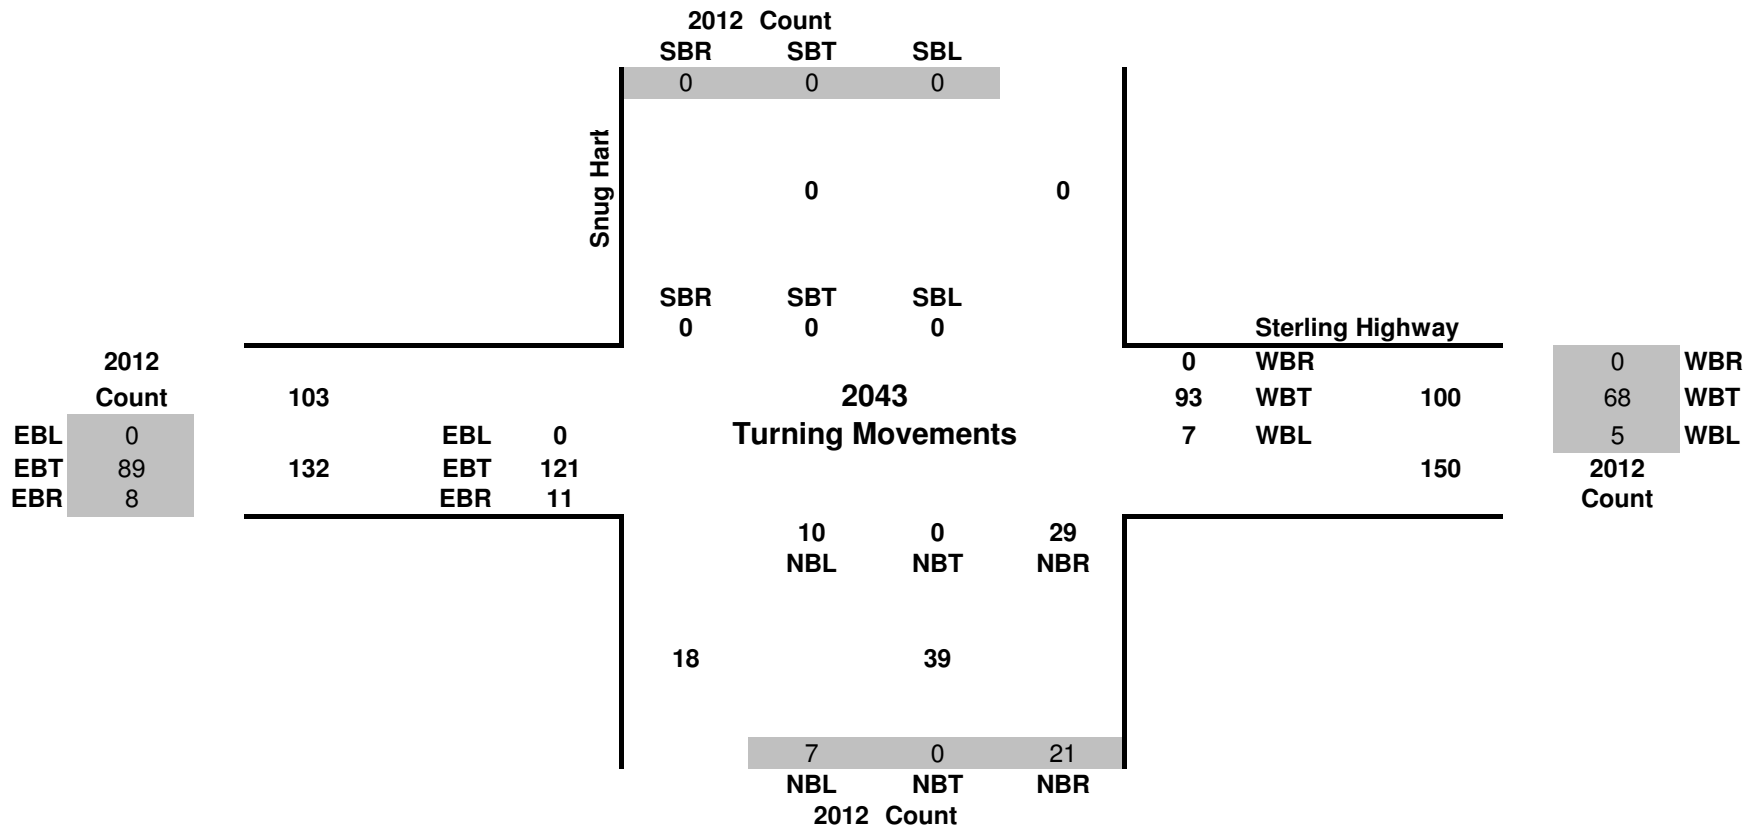 2012 Count
SBR SBT SBL
0 0 0
Snug Hark
0 0
SBR SBT SBL
0 0 0 Sterling Highway
2012 0 WBR 0 WBR
Count 103 2043 93 WBT 100 68 WBT
EBL 0 EBL 0 Turning Movements 7 WBL 5 WBL
EBT 89 132 EBT 121 150 2012
EBR 8 EBR 11 Count
10 0 29
NBL NBT NBR
18 39
7 0 21
NBL NBT NBR
2012 Count